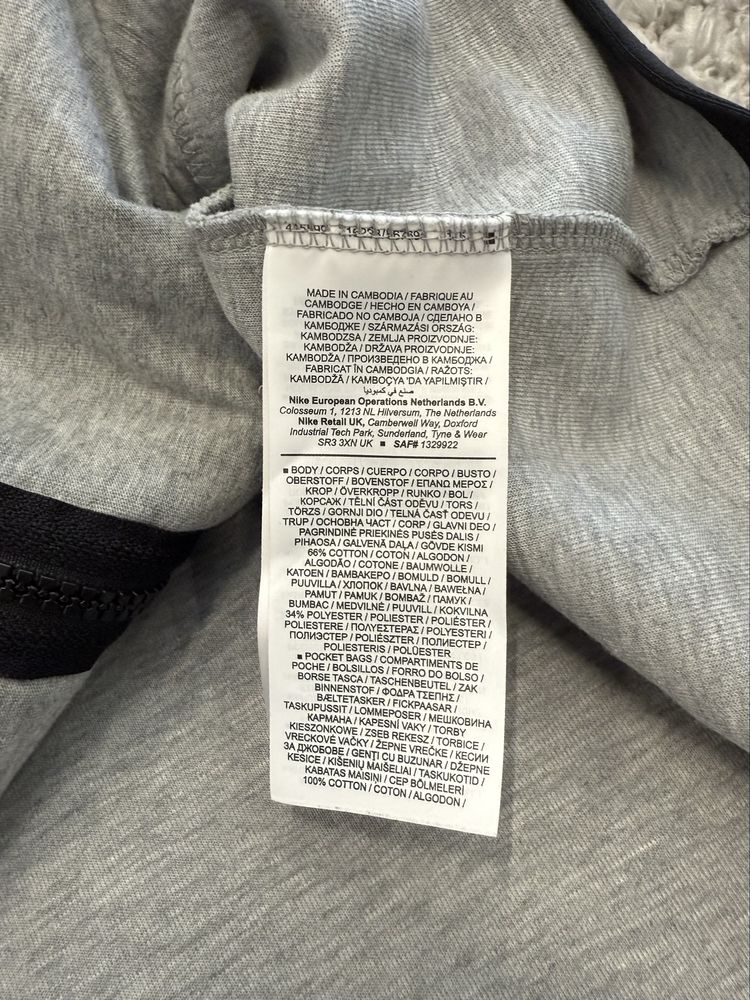 MADE IN CAMBODIA / FABRIQUE AU
CAMBODGE / HECHO EN CAMBOYA /
FABRICADO NO CAMBOJA / СДЕЛАНО В
КАМБОДЖЕ / SZÁRMAZÁSI ORSZÁG:
KAMBODZSA / ZEMLJA PROIZVODNJE:
KAMBODŽA / DRŽAVA PROIZVODNJE:
KAMBODŽA / ПРОИЗВЕДЕНО В КАМБОДЖА /
FABRICAT ÎN CAMBODGIA / RAŽOTS:
KAMBODŽĀ / KAMBOÇYA 'DA YAPILMIŞTIR /
صنع في كمبوديا
Nike European Operations Netherlands B.V.
Colosseum 1, 1213 NL Hilversum, The Netherlands
Nike Retail UK, Camberwell Way, Doxford
Industrial Tech Park, Sunderland, Tyne & Wear
SR3 3XN UK ■ SAF# 1329922
■ BODY / CORPS / CUERPO / CORPO / BUSTO /
OBERSTOFF / BOVENSTOF / ΕΠΑΝΩ ΜΕΡΟΣ /
KROP / ÖVERKROPP / RUNKO / BOL /
КОРСАЖ / TĚLNÍ ČÁST ODĚVU / TORS /
TÖRZS / GORNJI DIO / TELNÁ ČASŤ ODEVU /
TRUP / ОСНОВНА ЧАСТ / CORP / GLAVNI DEO /
PAGRINDINĖ PRIEKINĖS PUSĖS DALIS /
PIHAOSA / GALVENĀ DAĻA / GÖVDE KISMI
66% COTTON / COTON / ALGODÓN /
ALGODÃO / COTONE / BAUMWOLLE /
KATOEN / ΒΑΜΒΑΚΕΡΟ / BOMULD / BOMULL /
PUUVILLA / ХЛОПОК / BAVLNA / BAWEŁNA /
PAMUT / PAMUK / BOMBAŽ / ПАМУК /
BUMBAC / MEDVILNĖ / PUUVILL / KOKVILNA
34% POLYESTER / POLIESTER / POLIÉSTER /
POLIESTERE / ΠΟΛΥΕΣΤΕΡΑΣ / POLYESTERI /
ПОЛИЭСТЕР / POLIÉSZTER / ПОЛИЕСТЕР /
POLIESTERIS / POLÜESTER
■ POCKET BAGS / COMPARTIMENTS DE
POCHE / BOLSILLOS / FORRO DO BOLSO /
BORSE TASCA / TASCHENBEUTEL / ZAK
BINNENSTOF / ΦΟΔΡΑ ΤΣΕΠΗΣ /
BÆLTETASKER / FICKPAASAR /
TASKUPUSSIT / LOMMEPOSER / МЕШКОВИНА
КАРМАНА / KAPESNÍ VAKY / TORBY
KIESZONKOWE / ZSEB REKESZ / TORBICE /
VRECKOVÉ VAČKY / ŽEPNE VREČKE / КЕСИИ
ЗА ДЖОБОВЕ / GENŢI CU BUZUNAR / DŽEPNE
KESICE / KIŠENIŲ MAIŠELIAI / TASKUKOTID /
KABATAS MAISIŅI / CEP BÖLMELERİ
100% COTTON / COTON / ALGODÓN /